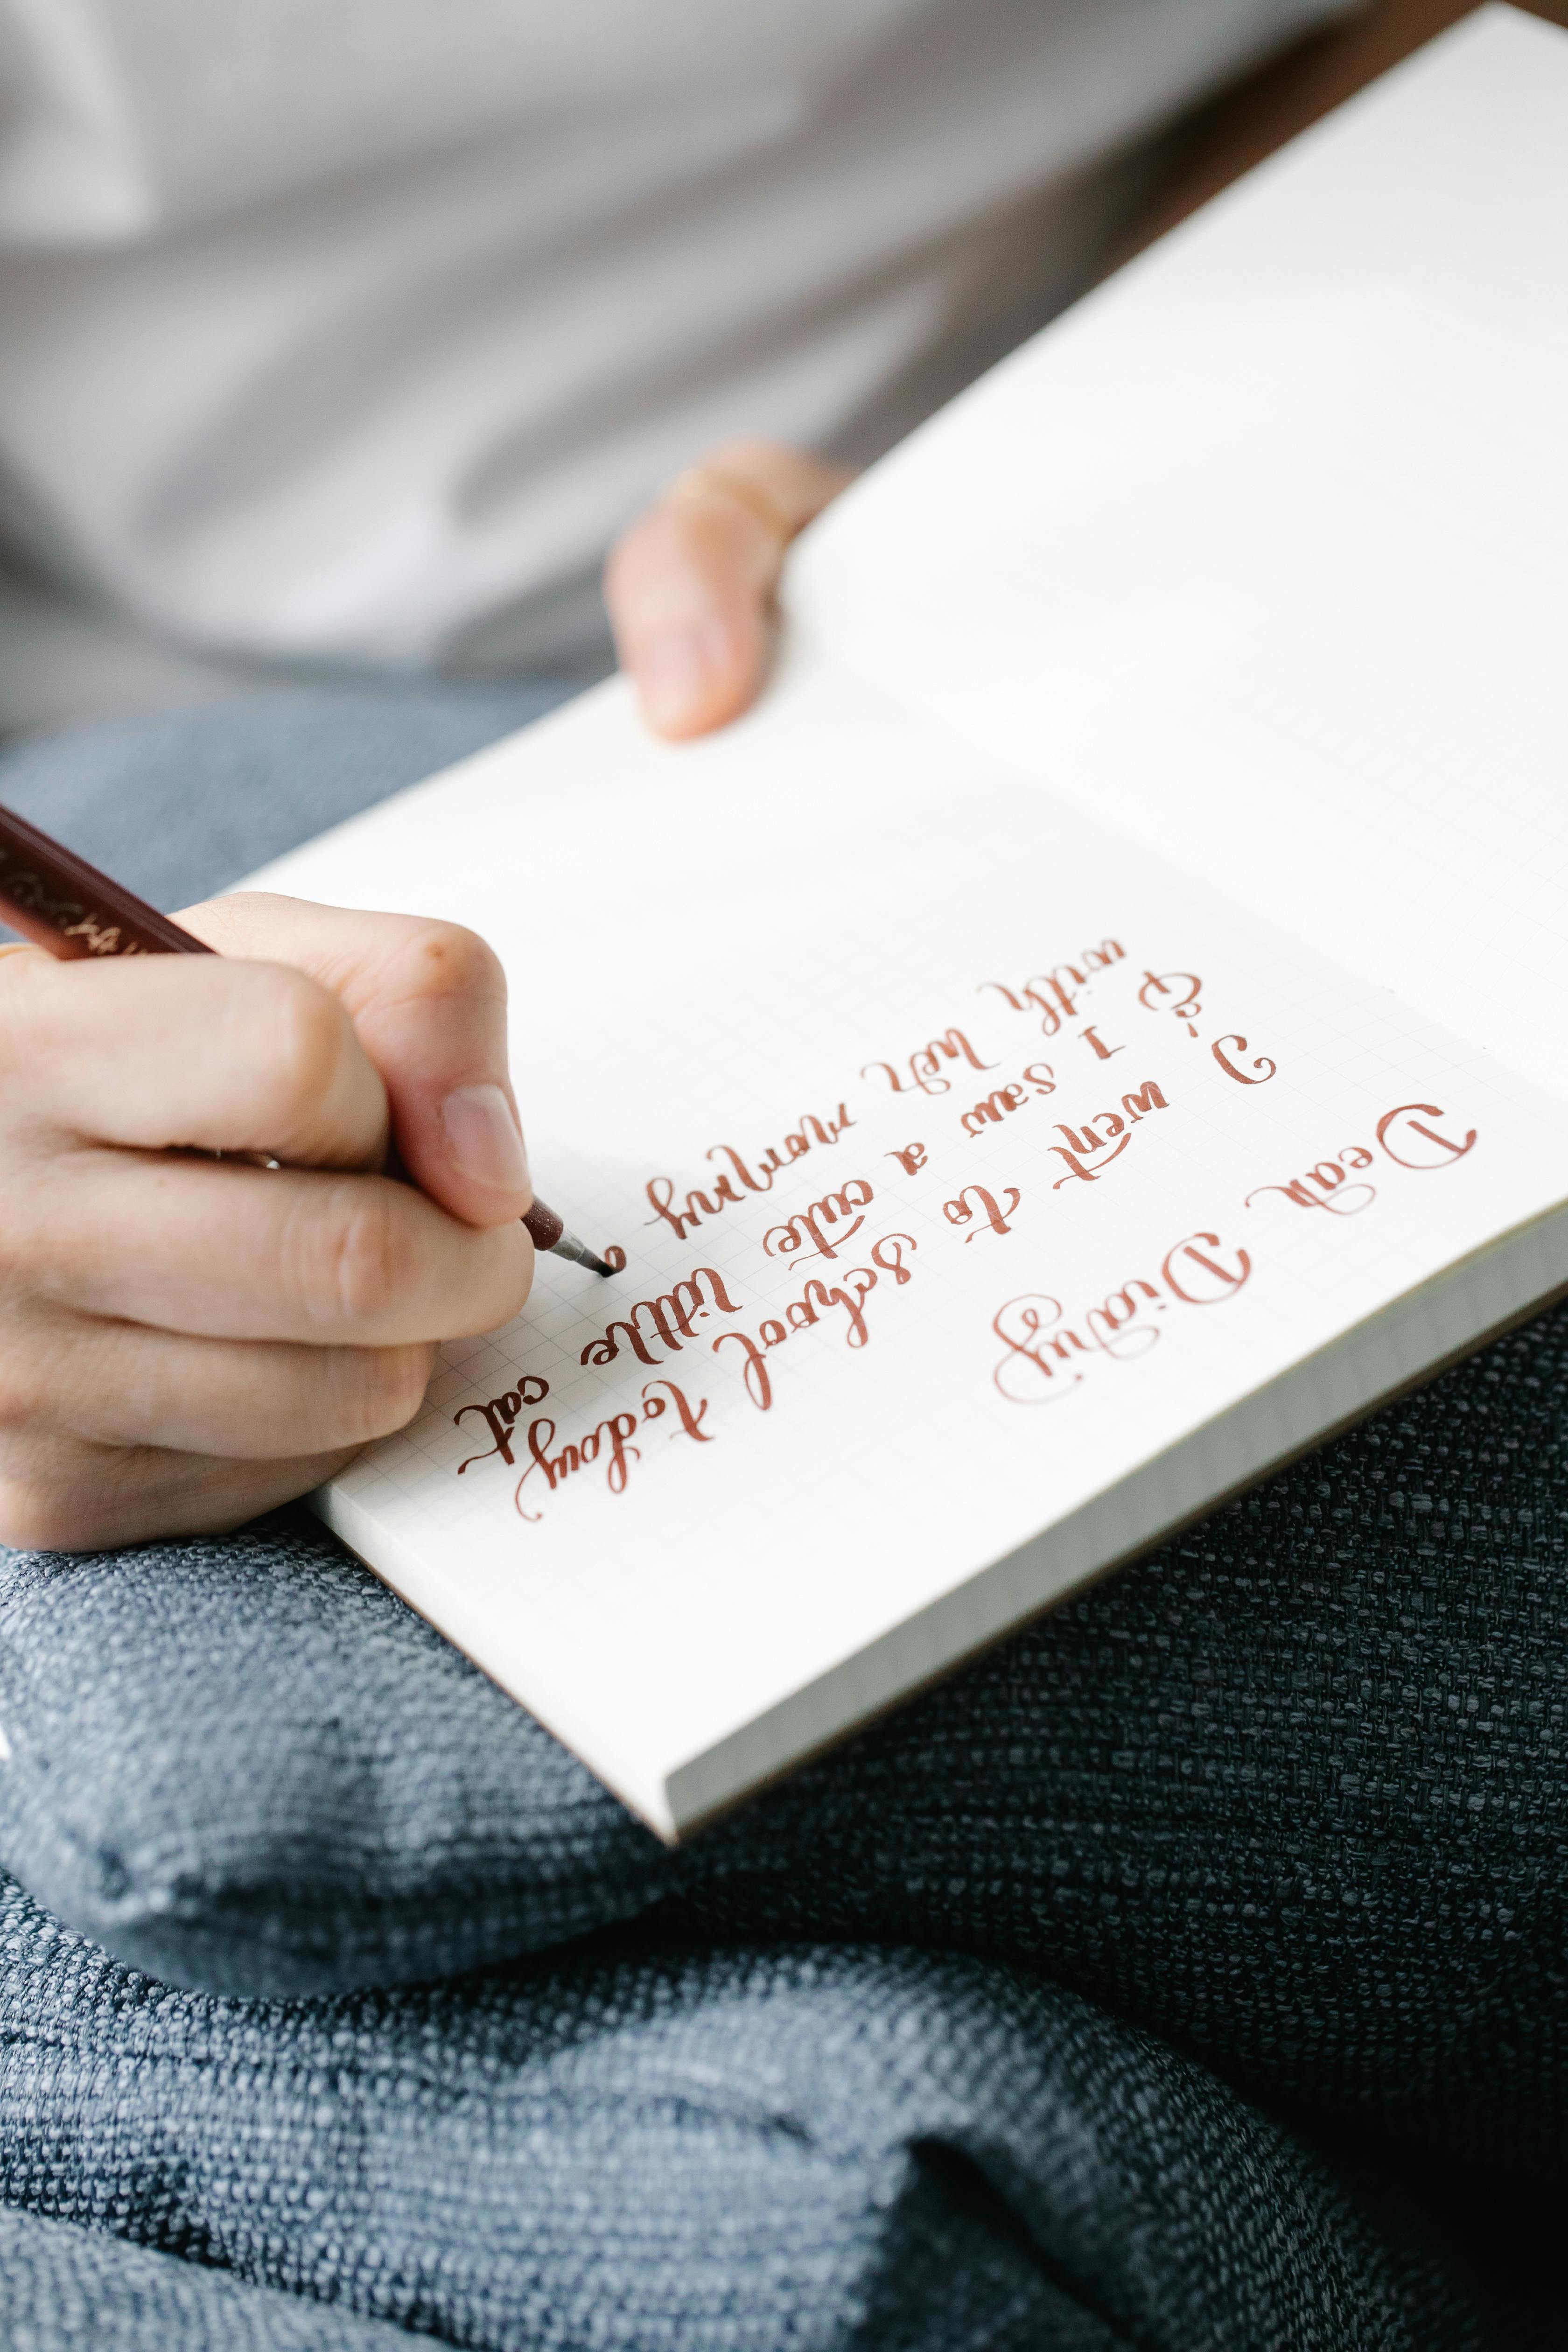 Dear Diary
I went to school today
& I saw a cute little cat
with her mommy